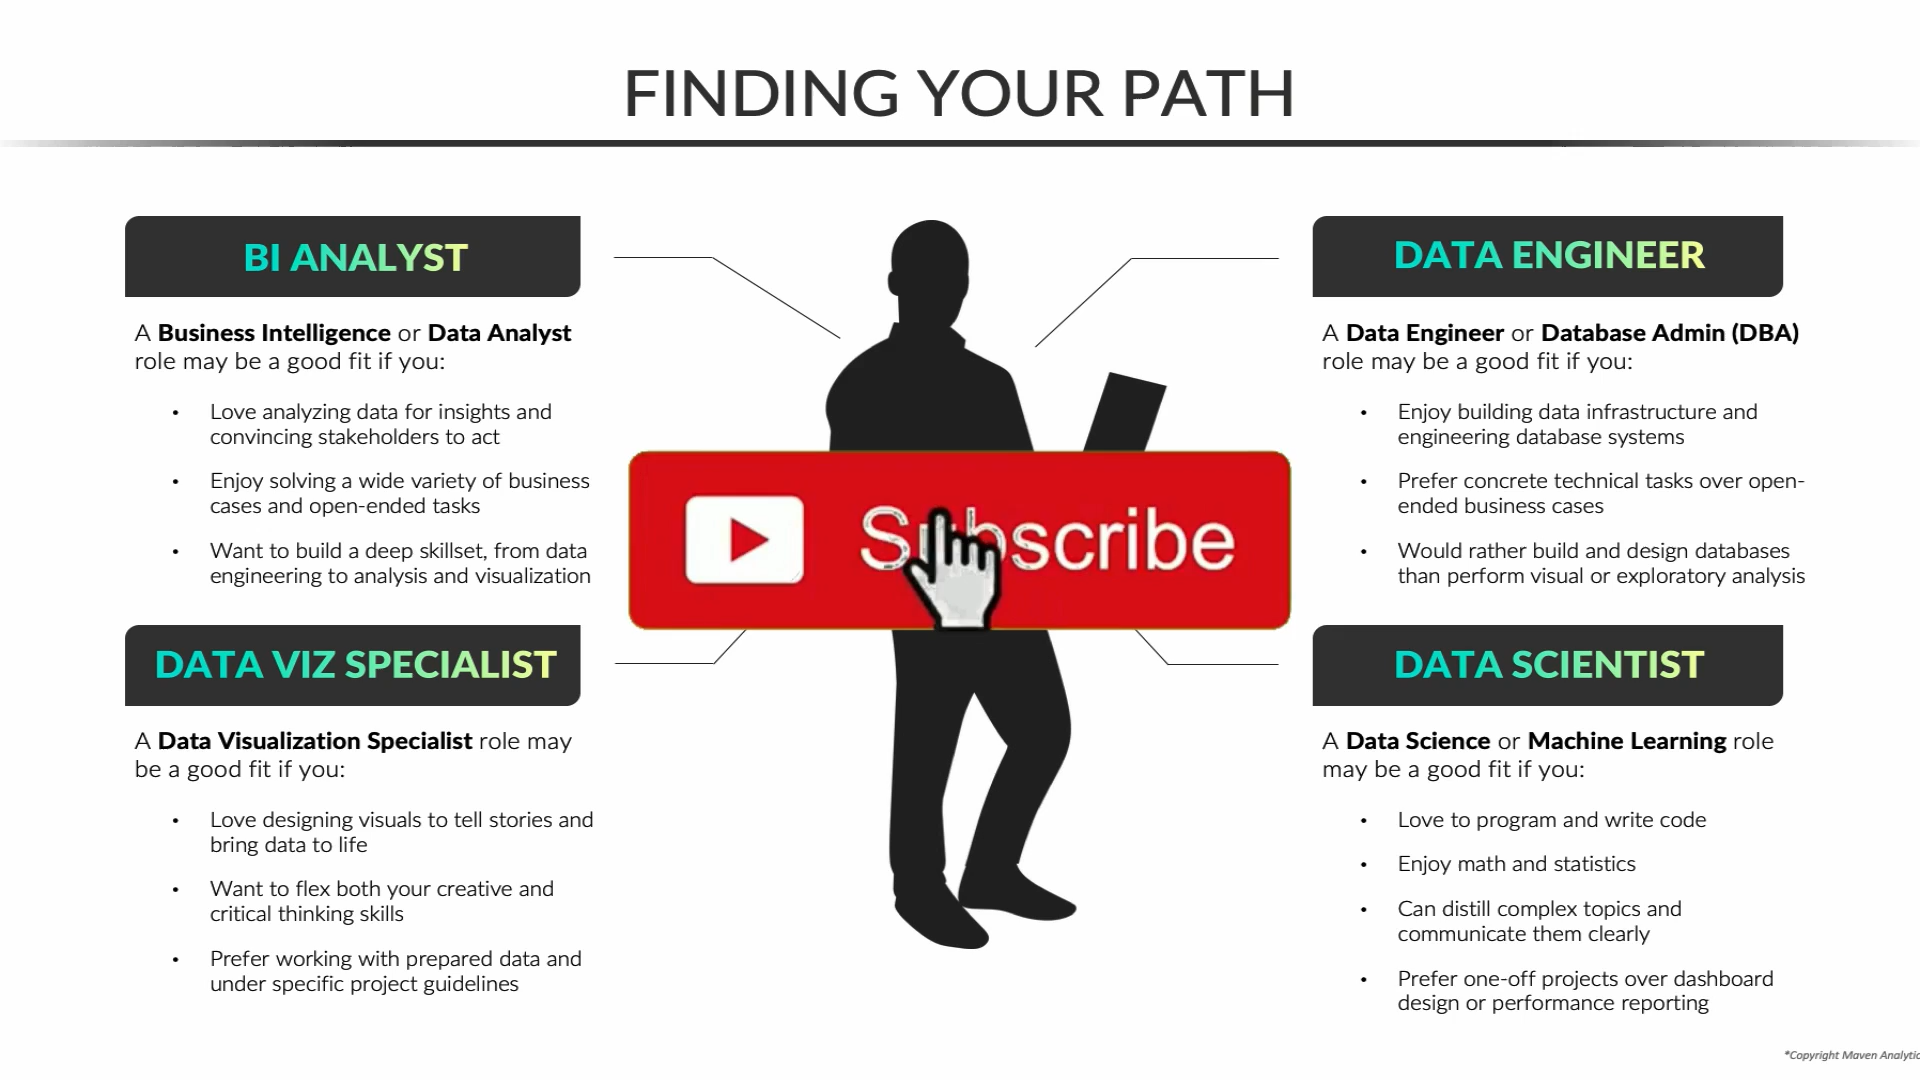 FINDING YOUR PATH
BI ANALYST
A Business Intelligence or Data Analyst
role may be a good fit if you:
• Love analyzing data for insights and
convincing stakeholders to act
• Enjoy solving a wide variety of business
cases and open-ended tasks
• Want to build a deep skillset, from data
engineering to analysis and visualization
DATA VIZ SPECIALIST
A Data Visualization Specialist role may
be a good fit if you:
• Love designing visuals to tell stories and
bring data to life
• Want to flex both your creative and
critical thinking skills
• Prefer working with prepared data and
under specific project guidelines
Subscribe
DATA ENGINEER
A Data Engineer or Database Admin (DBA)
role may be a good fit if you:
• Enjoy building data infrastructure and
engineering database systems
• Prefer concrete technical tasks over open-
ended business cases
• Would rather build and design databases
than perform visual or exploratory analysis
DATA SCIENTIST
A Data Science or Machine Learning role
may be a good fit if you:
• Love to program and write code
• Enjoy math and statistics
• Can distill complex topics and
communicate them clearly
• Prefer one-off projects over dashboard
design or performance reporting
*Copyright Maven Analytic